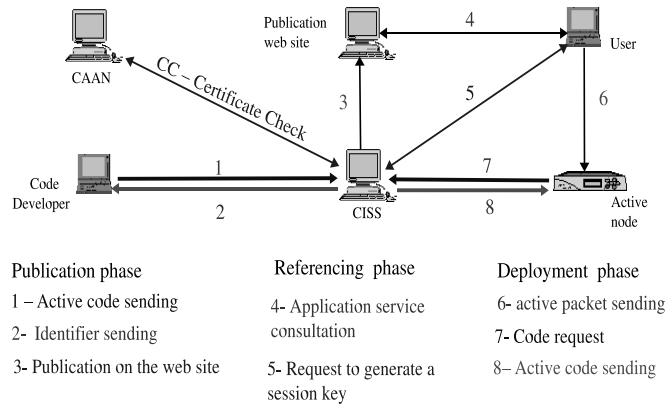 Publication
web site
4
User
CAAN
CC – Certificate Check
3
5
6
Code
Developer
1
2
CISS
7
8
Active
node
Publication phase
1 – Active code sending
2- Identifier sending
3- Publication on the web site
Referencing phase
4- Application service
consultation
5- Request to generate a
session key
Deployment phase
6- active packet sending
7- Code request
8– Active code sending